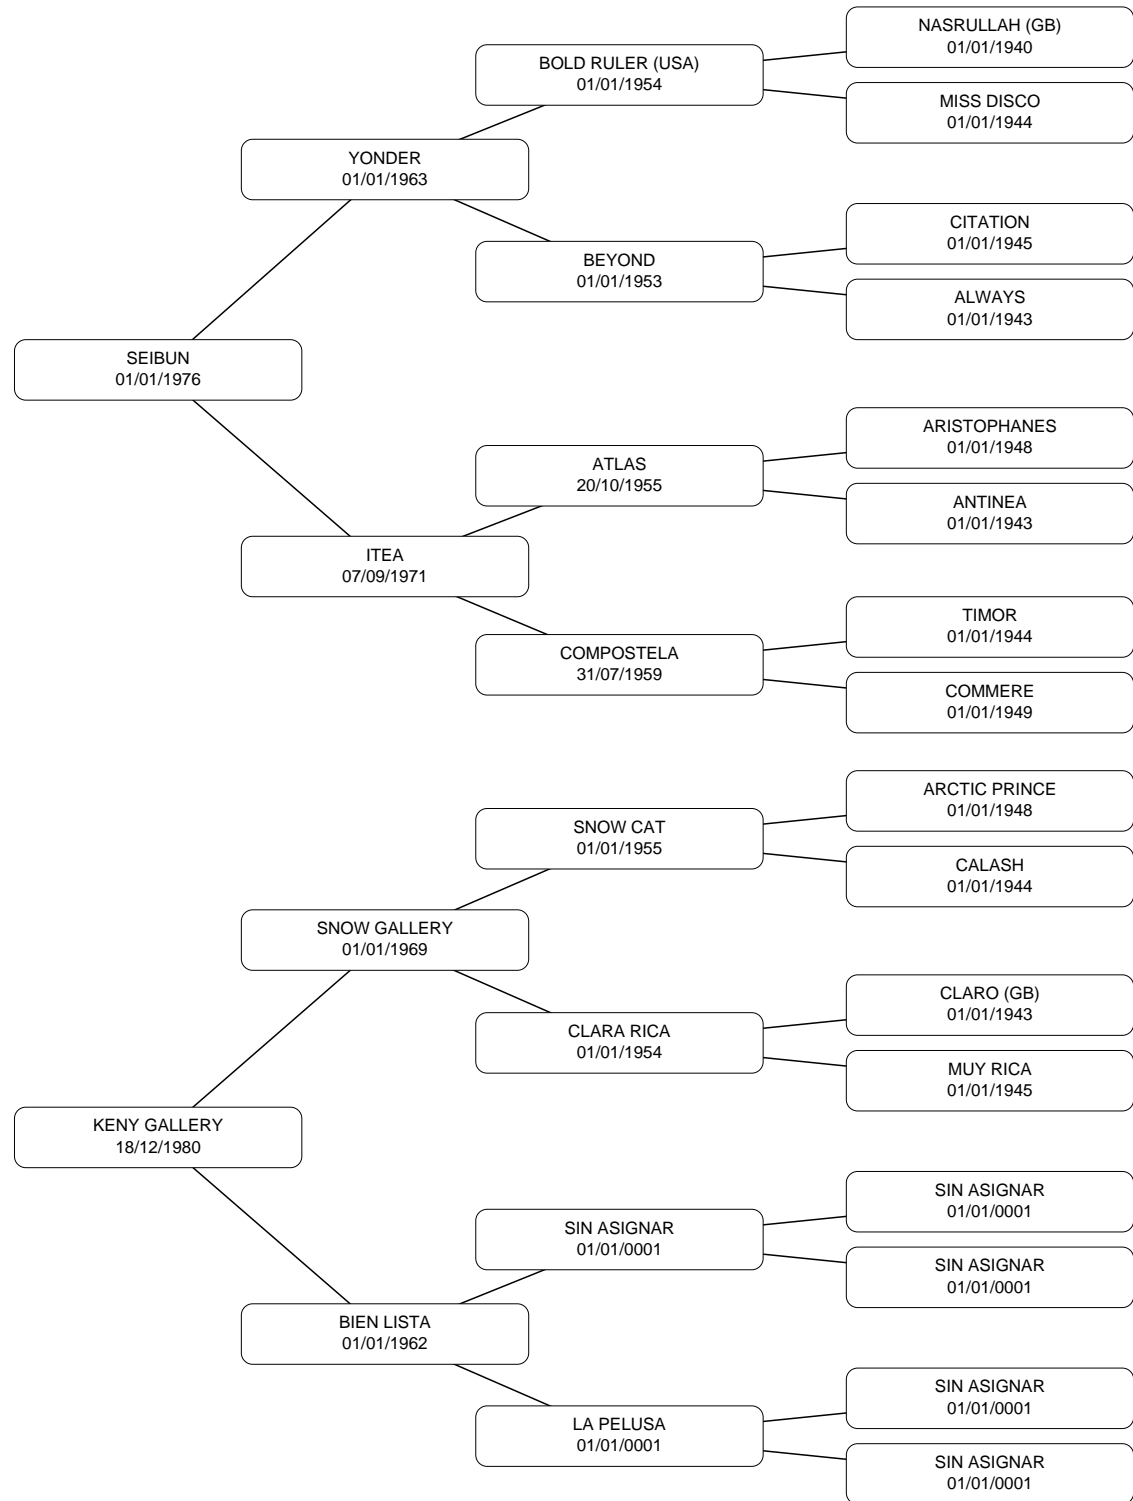 NASRULLAH (GB)
01/01/1940
BOLD RULER (USA)
01/01/1954
MISS DISCO
01/01/1944
YONDER
01/01/1963
CITATION
01/01/1945
BEYOND
01/01/1953
ALWAYS
01/01/1943
SEIBUN
01/01/1976
ARISTOPHANES
01/01/1948
ATLAS
20/10/1955
ANTINEA
01/01/1943
ITEA
07/09/1971
TIMOR
01/01/1944
COMPOSTELA
31/07/1959
COMMERE
01/01/1949
ARCTIC PRINCE
01/01/1948
SNOW CAT
01/01/1955
CALASH
01/01/1944
SNOW GALLERY
01/01/1969
CLARO (GB)
01/01/1943
CLARA RICA
01/01/1954
MUY RICA
01/01/1945
KENY GALLERY
18/12/1980
SIN ASIGNAR
01/01/0001
SIN ASIGNAR
01/01/0001
SIN ASIGNAR
01/01/0001
BIEN LISTA
01/01/1962
SIN ASIGNAR
01/01/0001
LA PELUSA
01/01/0001
SIN ASIGNAR
01/01/0001